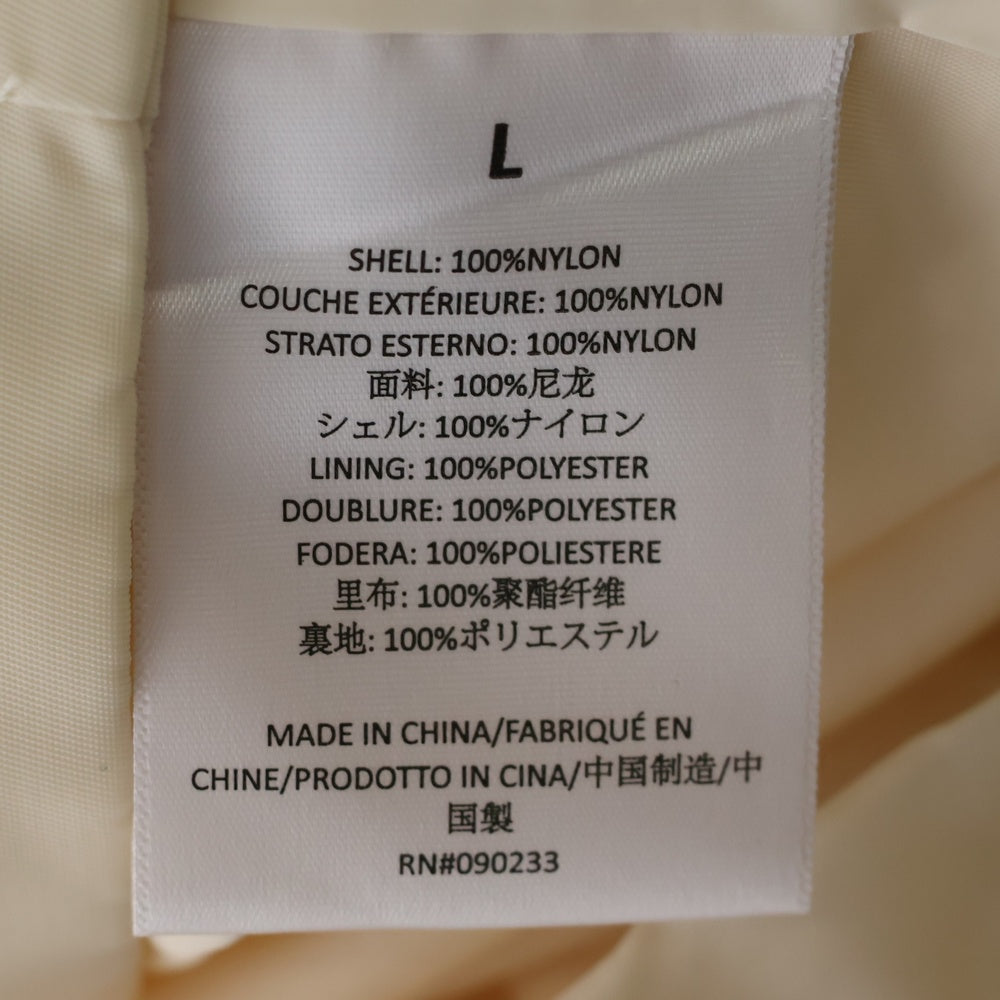 L
SHELL: 100%NYLON
COUCHE EXTÉRIEURE: 100%NYLON
STRATO ESTERNO: 100%NYLON
面料: 100%尼龙
シェル: 100%ナイロン
LINING: 100%POLYESTER
DOUBLURE: 100%POLYESTER
FODERA: 100%POLIESTERE
里布: 100%聚酯纤维
裏地: 100%ポリエステル
MADE IN CHINA/FABRIQUÉ EN
CHINE/PRODOTTO IN CINA/中国制造/中
国製
RN#090233